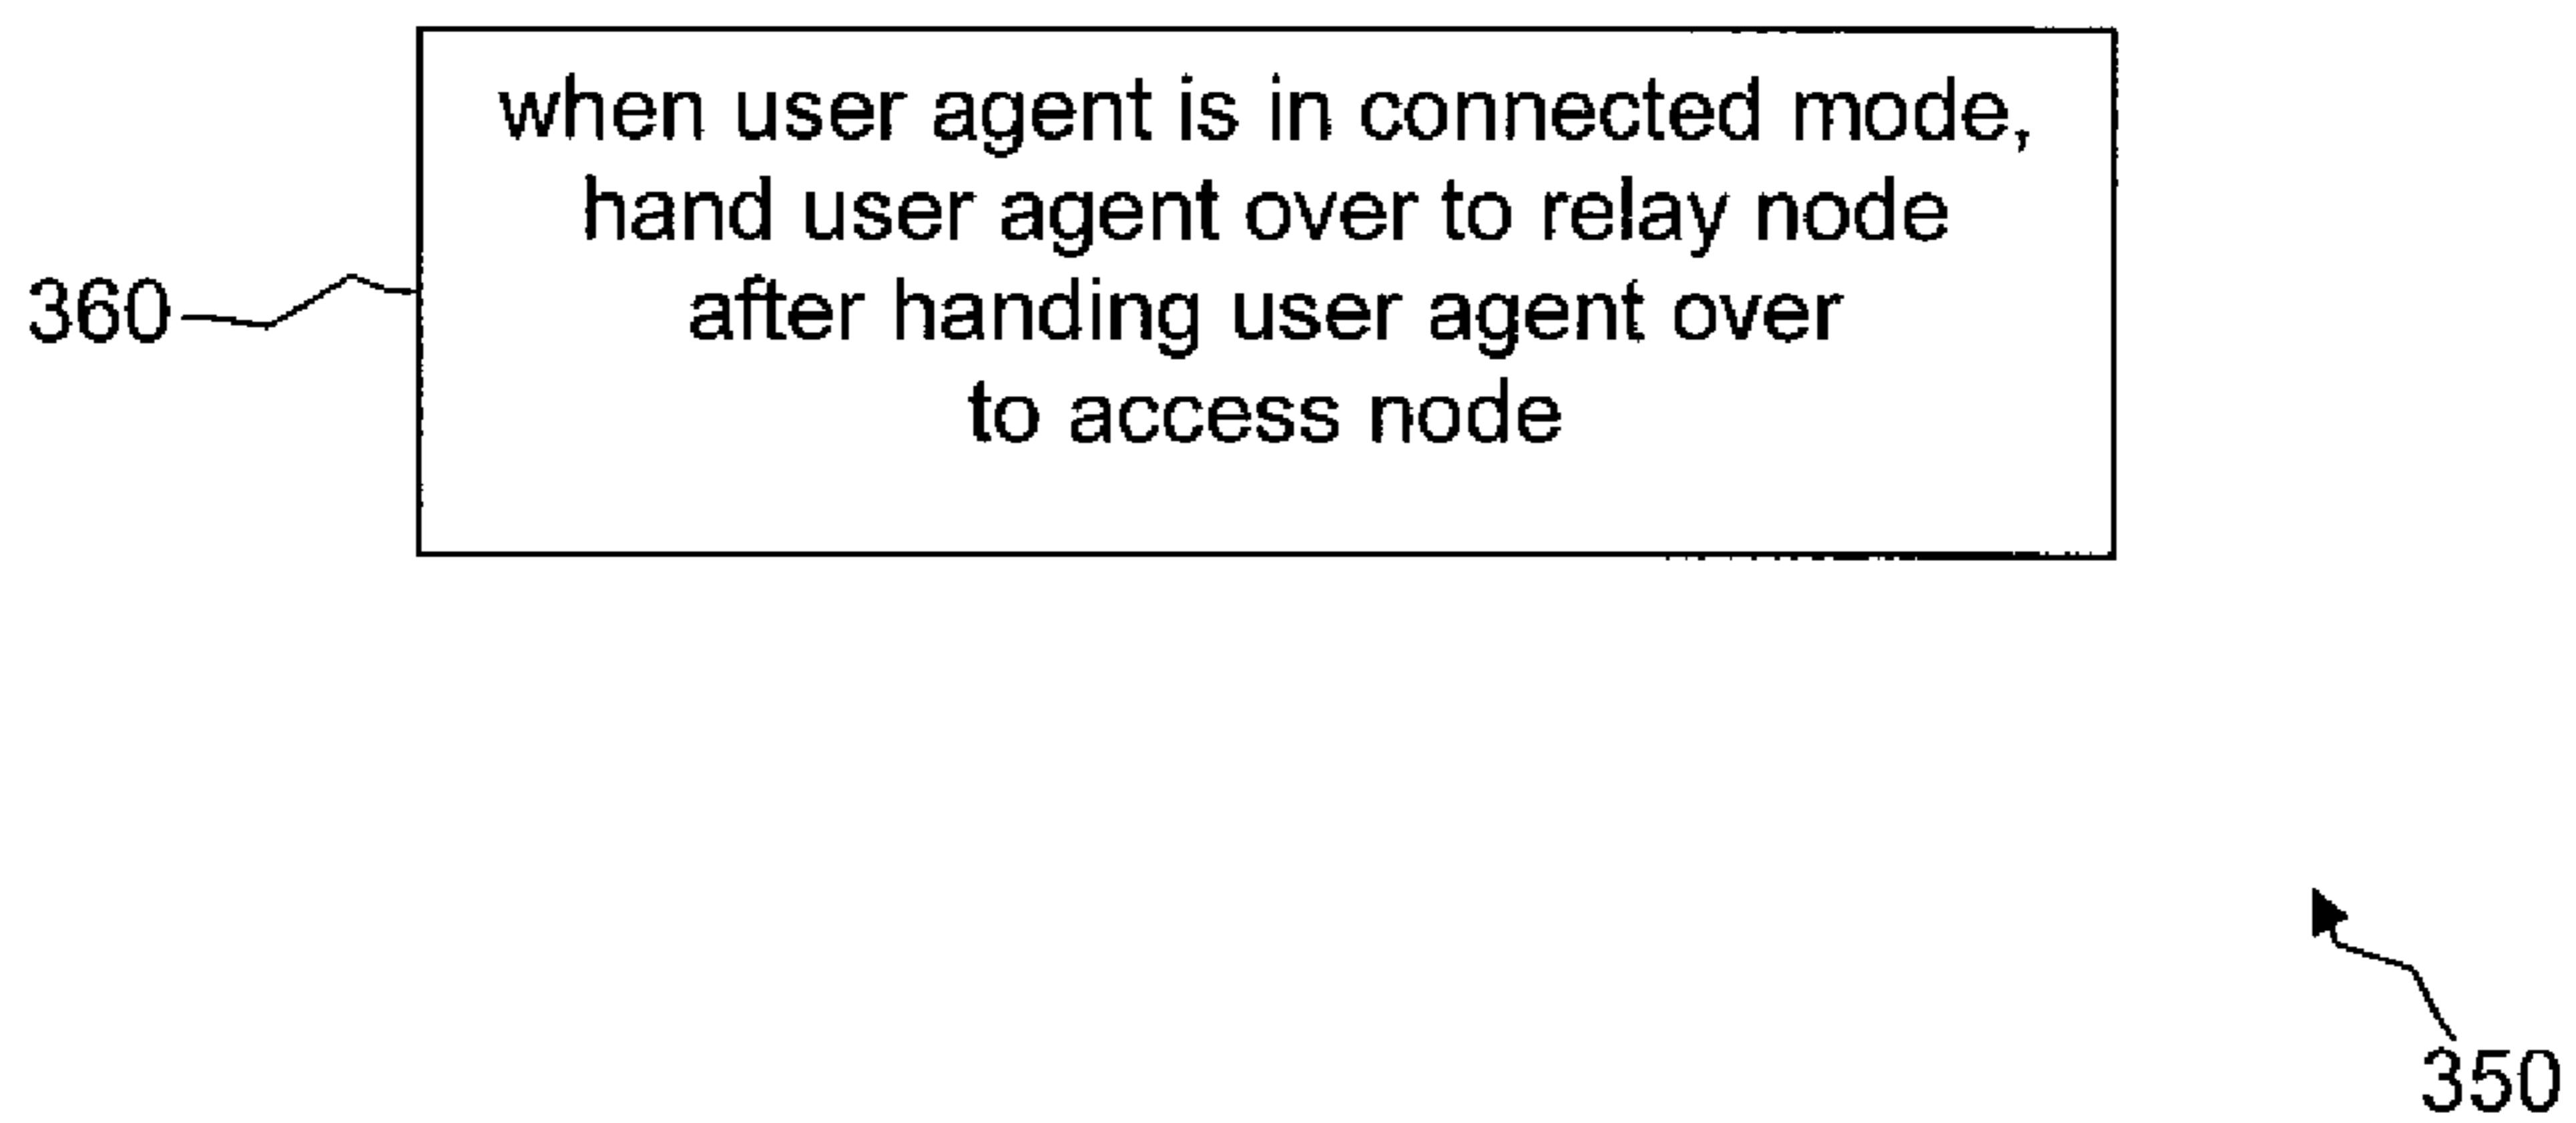 when user agent is in connected mode,
hand user agent over to relay node
after handing user agent over
to access node
360
350